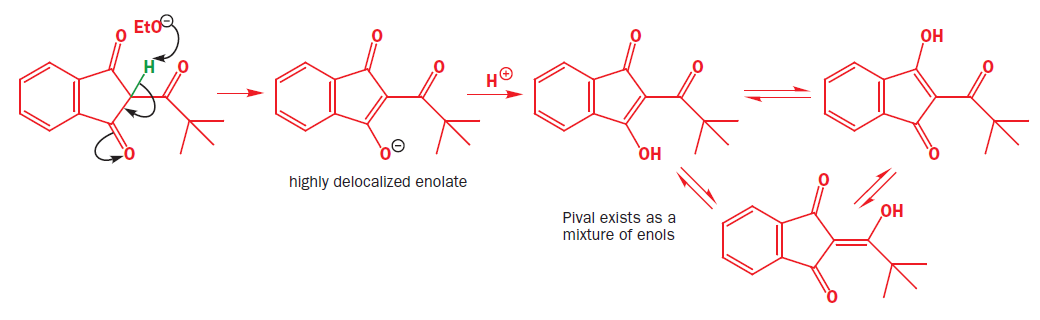 O EtO⊖ H O O
O O O⊖
highly delocalized enolate
H⊕
O O OH
OH O O
Pival exists as a
mixture of enols
O OH O